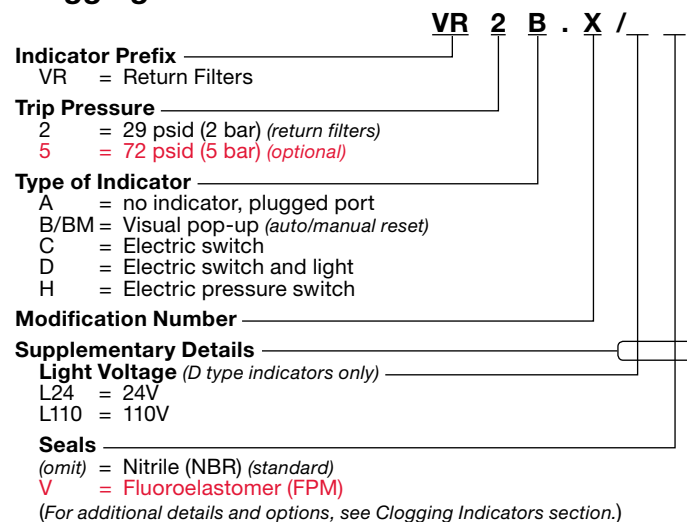 VR 2 B . X / _ _
Indicator Prefix
VR = Return Filters
Trip Pressure
2 = 29 psid (2 bar) (return filters)
5 = 72 psid (5 bar) (optional)
Type of Indicator
A = no indicator, plugged port
B/BM = Visual pop-up (auto/manual reset)
C = Electric switch
D = Electric switch and light
H = Electric pressure switch
Modification Number
Supplementary Details
Light Voltage (D type indicators only)
L24 = 24V
L110 = 110V
Seals
(omit) = Nitrile (NBR) (standard)
V = Fluoroelastomer (FPM)
(For additional details and options, see Clogging Indicators section.)